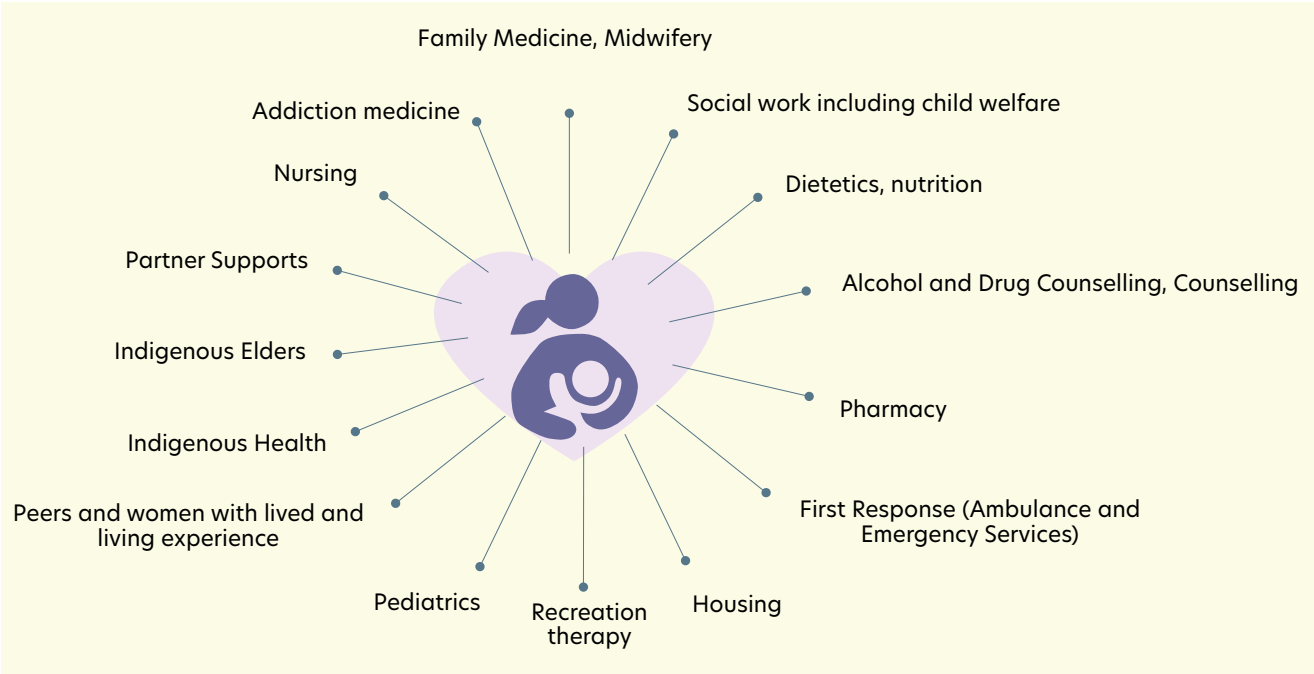 Family Medicine, Midwifery
Social work including child welfare
Addiction medicine
Nursing
Dietetics, nutrition
Partner Supports
Alcohol and Drug Counselling, Counselling
Indigenous Elders
Pharmacy
Indigenous Health
Peers and women with lived and
living experience
First Response (Ambulance and
Emergency Services)
Pediatrics
Recreation
therapy
Housing